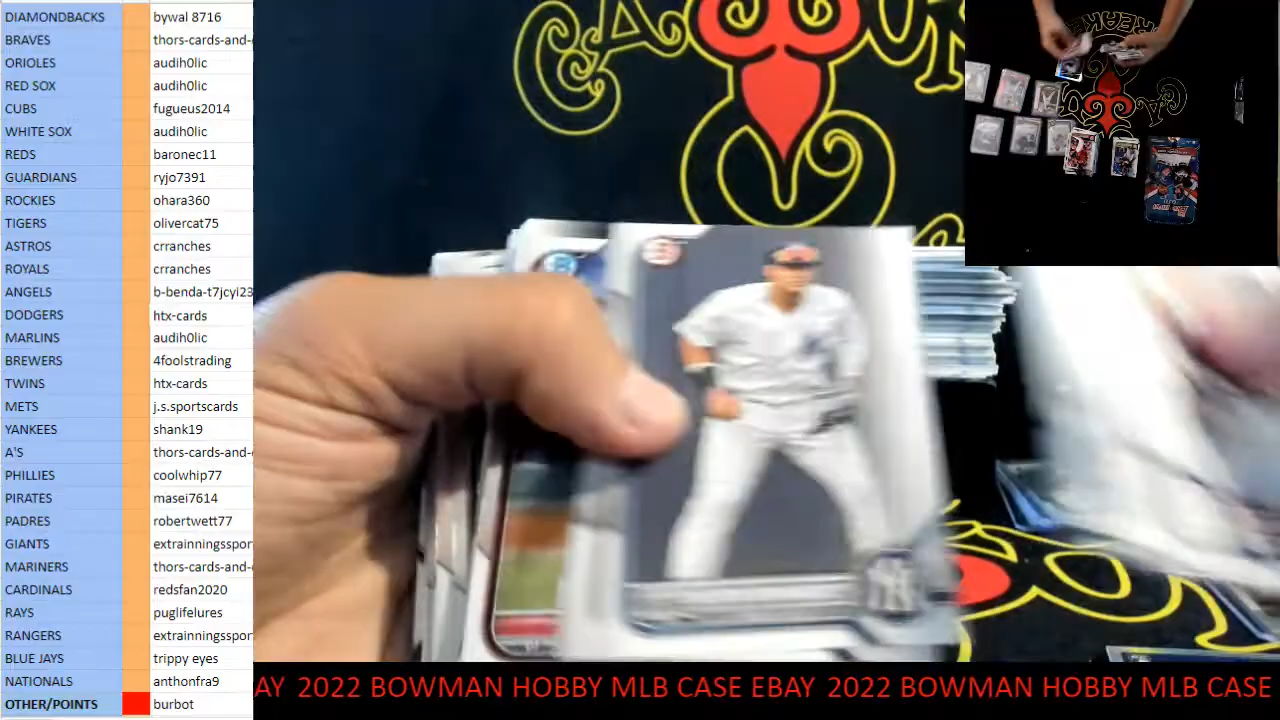 DIAMONDBACKS bywal 8716
BRAVES thors-cards-and-
ORIOLES audih0lic
RED SOX audih0lic
CUBS fugueus2014
WHITE SOX audih0lic
REDS baronec11
GUARDIANS ryjo7391
ROCKIES ohara360
TIGERS olivercat75
ASTROS crranches
ROYALS crranches
ANGELS b-benda-t7jcyi23
DODGERS htx-cards
MARLINS audih0lic
BREWERS 4foolstrading
TWINS htx-cards
METS j.s.sportscards
YANKEES shank19
A'S thors-cards-and-
PHILLIES coolwhip77
PIRATES masei7614
PADRES robertwett77
GIANTS extrainningsspor
MARINERS thors-cards-and-
CARDINALS redsfan2020
RAYS puglifelures
RANGERS extrainningsspor
BLUE JAYS trippy eyes
NATIONALS anthonfra9
OTHER/POINTS burbot
AY 2022 BOWMAN HOBBY MLB CASE EBAY 2022 BOWMAN HOBBY MLB CASE